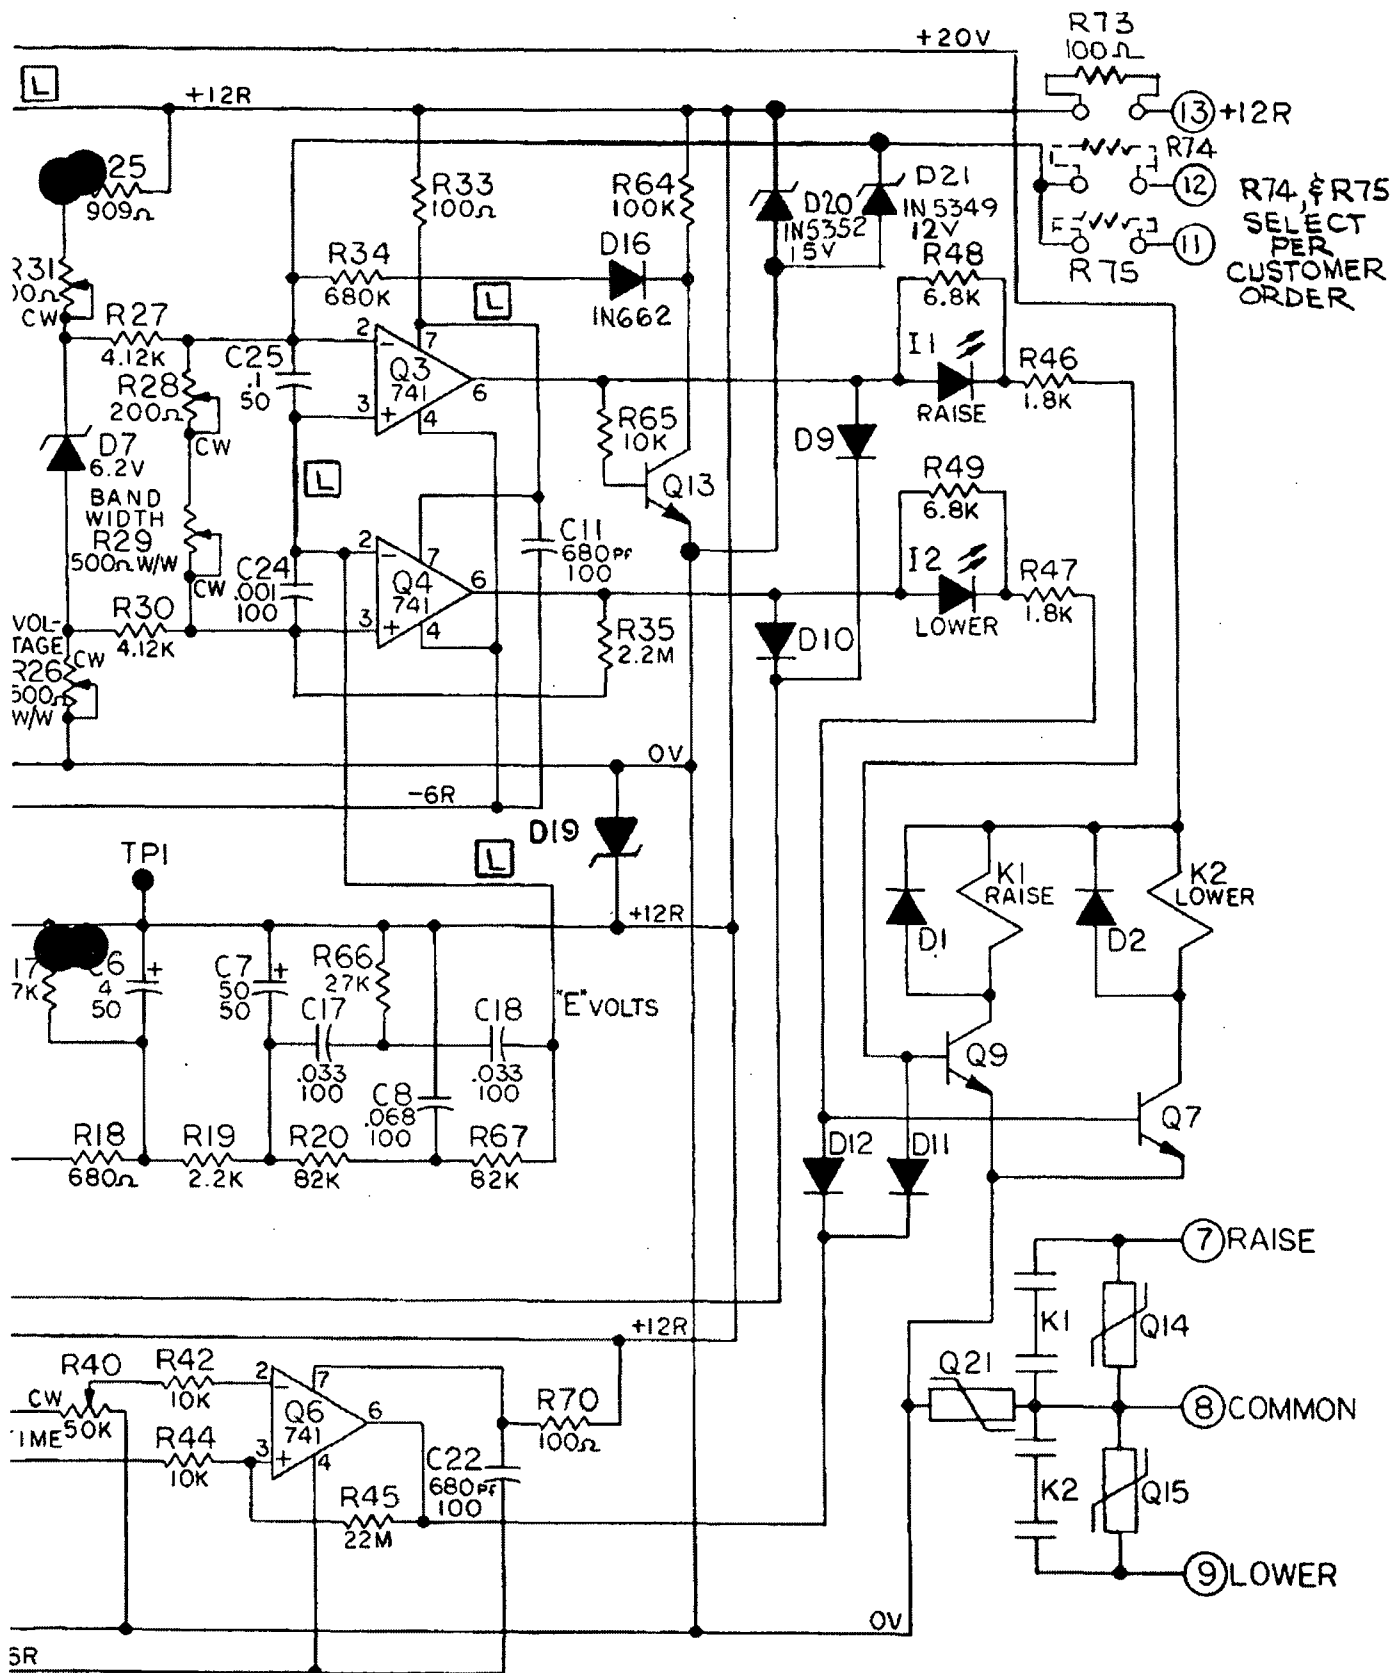 +20V
R73
100Ω
L
+12R
13
+12R
R74
12
R74, & R75
SELECT
PER
CUSTOMER
ORDER
11
R75
25
909Ω
R33
100Ω
R64
100K
D20
IN5352
15V
D21
IN5349
12V
R31
00Ω
CW
R34
680K
D16
IN662
L
R48
6.8K
R27
4.12K
C25
.1
50
2
-
7
Q3
741
6
3
+
4
I1
RAISE
R46
1.8K
R28
200Ω
CW
D7
6.2V
L
R65
10K
Q13
D9
R49
6.8K
BAND
WIDTH
R29
500Ω W/W
CW
C24
.001
100
2
-
7
Q4
741
6
3
+
4
C11
680 PF
100
I2
LOWER
R47
1.8K
R30
4.12K
VOL-
TAGE
R26
500Ω
W/W
CW
R35
2.2M
D10
0V
-6R
D19
L
TP1
+12R
K1
RAISE
K2
LOWER
D1
D2
17
7K
C6
+
4
50
C7
+
50
50
R66
27K
C17
.033
100
C18
.033
100
"E" VOLTS
C8
.068
100
Q9
Q7
R18
680Ω
R19
2.2K
R20
82K
R67
82K
D12
D11
7
RAISE
+12R
K1
Q14
R40
CW
50K
TIME
R42
10K
R44
10K
2
-
7
Q6
741
6
3
+
4
R70
100Ω
C22
680 PF
100
Q21
8
COMMON
R45
22M
K2
Q15
9
LOWER
0V
6R